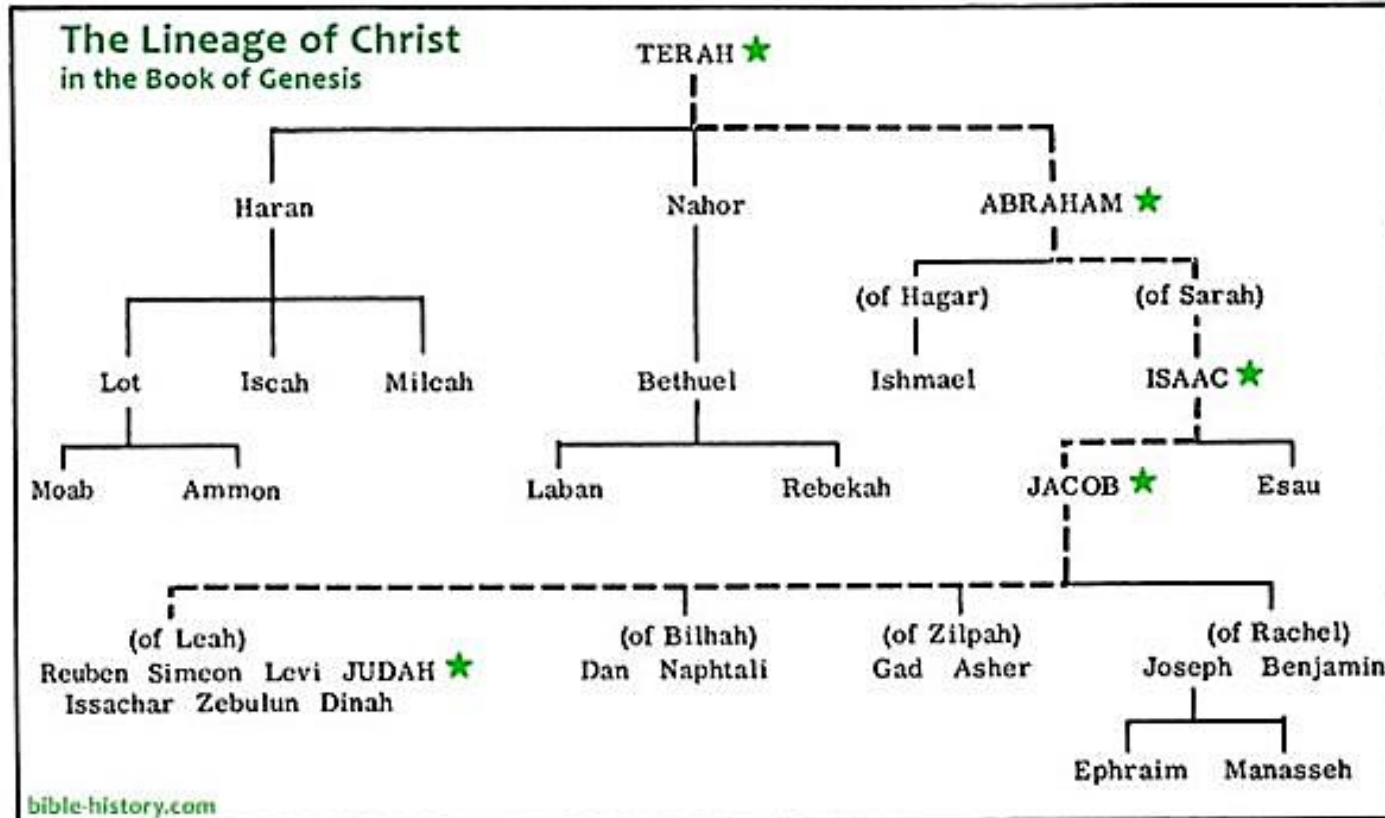 The Lineage of Christ
in the Book of Genesis
TERAH
Haran Nahor ABRAHAM
(of Hagar) (of Sarah)
Lot Iscah Milcah Bethuel Ishmael ISAAC
Moab Ammon Laban Rebekah JACOB Esau
(of Leah) (of Bilhah) (of Zilpah) (of Rachel)
Reuben Simeon Levi JUDAH Dan Naphtali Gad Asher Joseph Benjamin
Issachar Zebulun Dinah
Ephraim Manasseh
bible-history.com